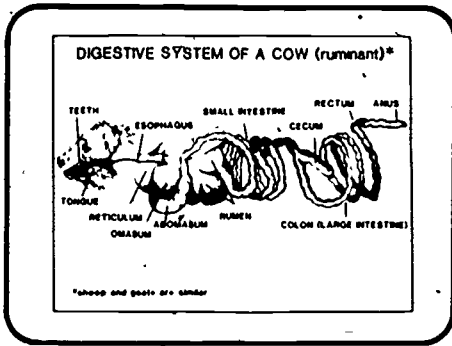 DIGESTIVE SYSTEM OF A COW (ruminant)*
RECTUM ANUS
TEETH
SMALL INTESTINE
ESOPHAGUS
CECUM
TONGUE
RETICULUM
ABOMASUM
RUMEN
OMASUM
COLON (LARGE INTESTINE)
*sheep and goats are similar